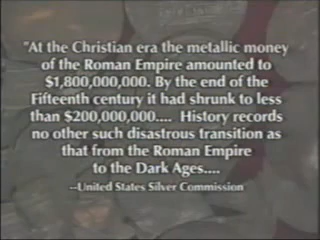 "At the Christian era the metallic money
of the Roman Empire amounted to
$1,800,000,000. By the end of the
Fifteenth century it had shrunk to less
than $200,000,000.... History records
no other such disastrous transition as
that from the Roman Empire
to the Dark Ages....
--United States Silver Commission